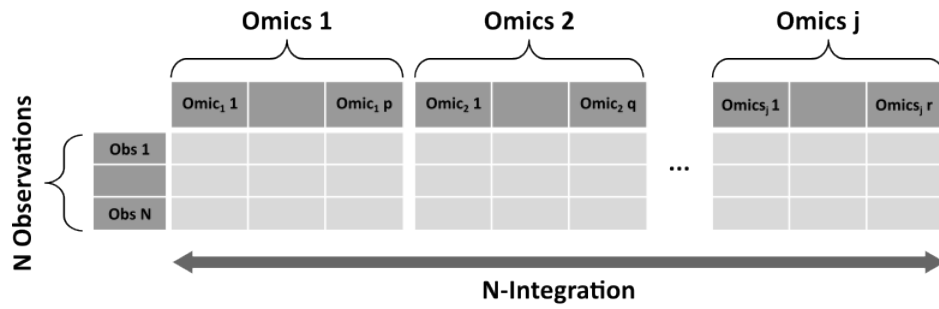 Omics 1
Omics 2
Omics j
Omic₁ 1
Omic₁ p
Omic₂ 1
Omic₂ q
Omicsⱼ 1
Omicsⱼ r
N Observations
Obs 1
Obs N
...
N-Integration